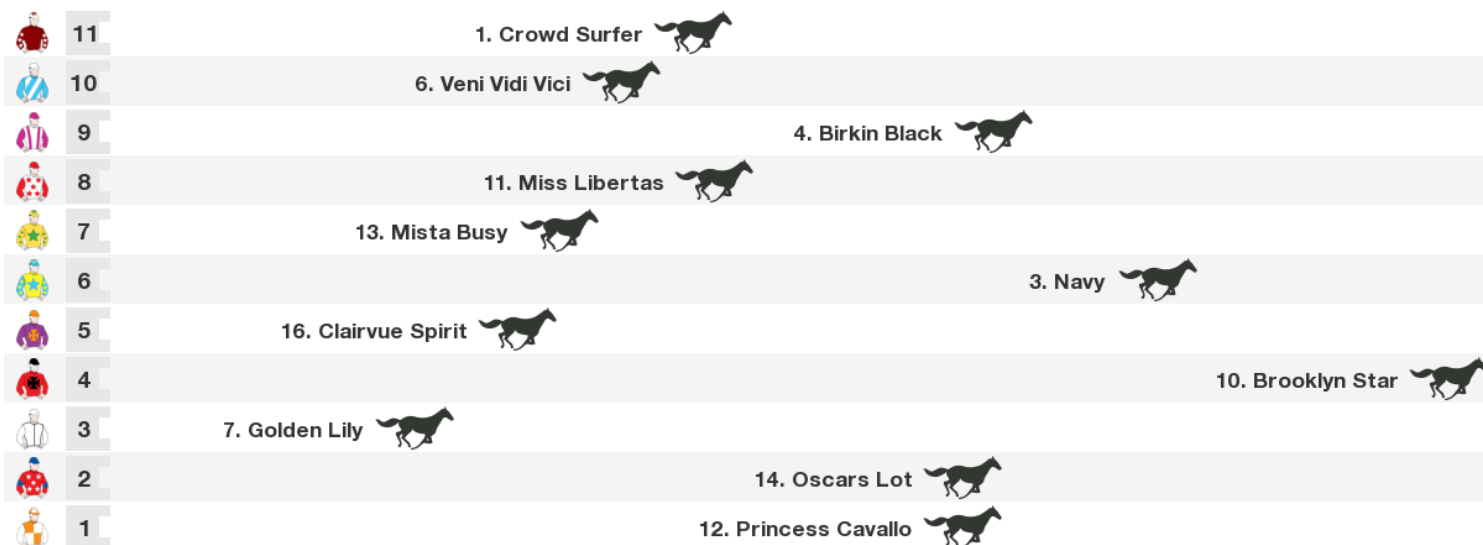 11 1. Crowd Surfer
10 6. Veni Vidi Vici
9 4. Birkin Black
8 11. Miss Libertas
7 13. Mista Busy
6 3. Navy
5 16. Clairvue Spirit
4 10. Brooklyn Star
3 7. Golden Lily
2 14. Oscars Lot
1 12. Princess Cavallo